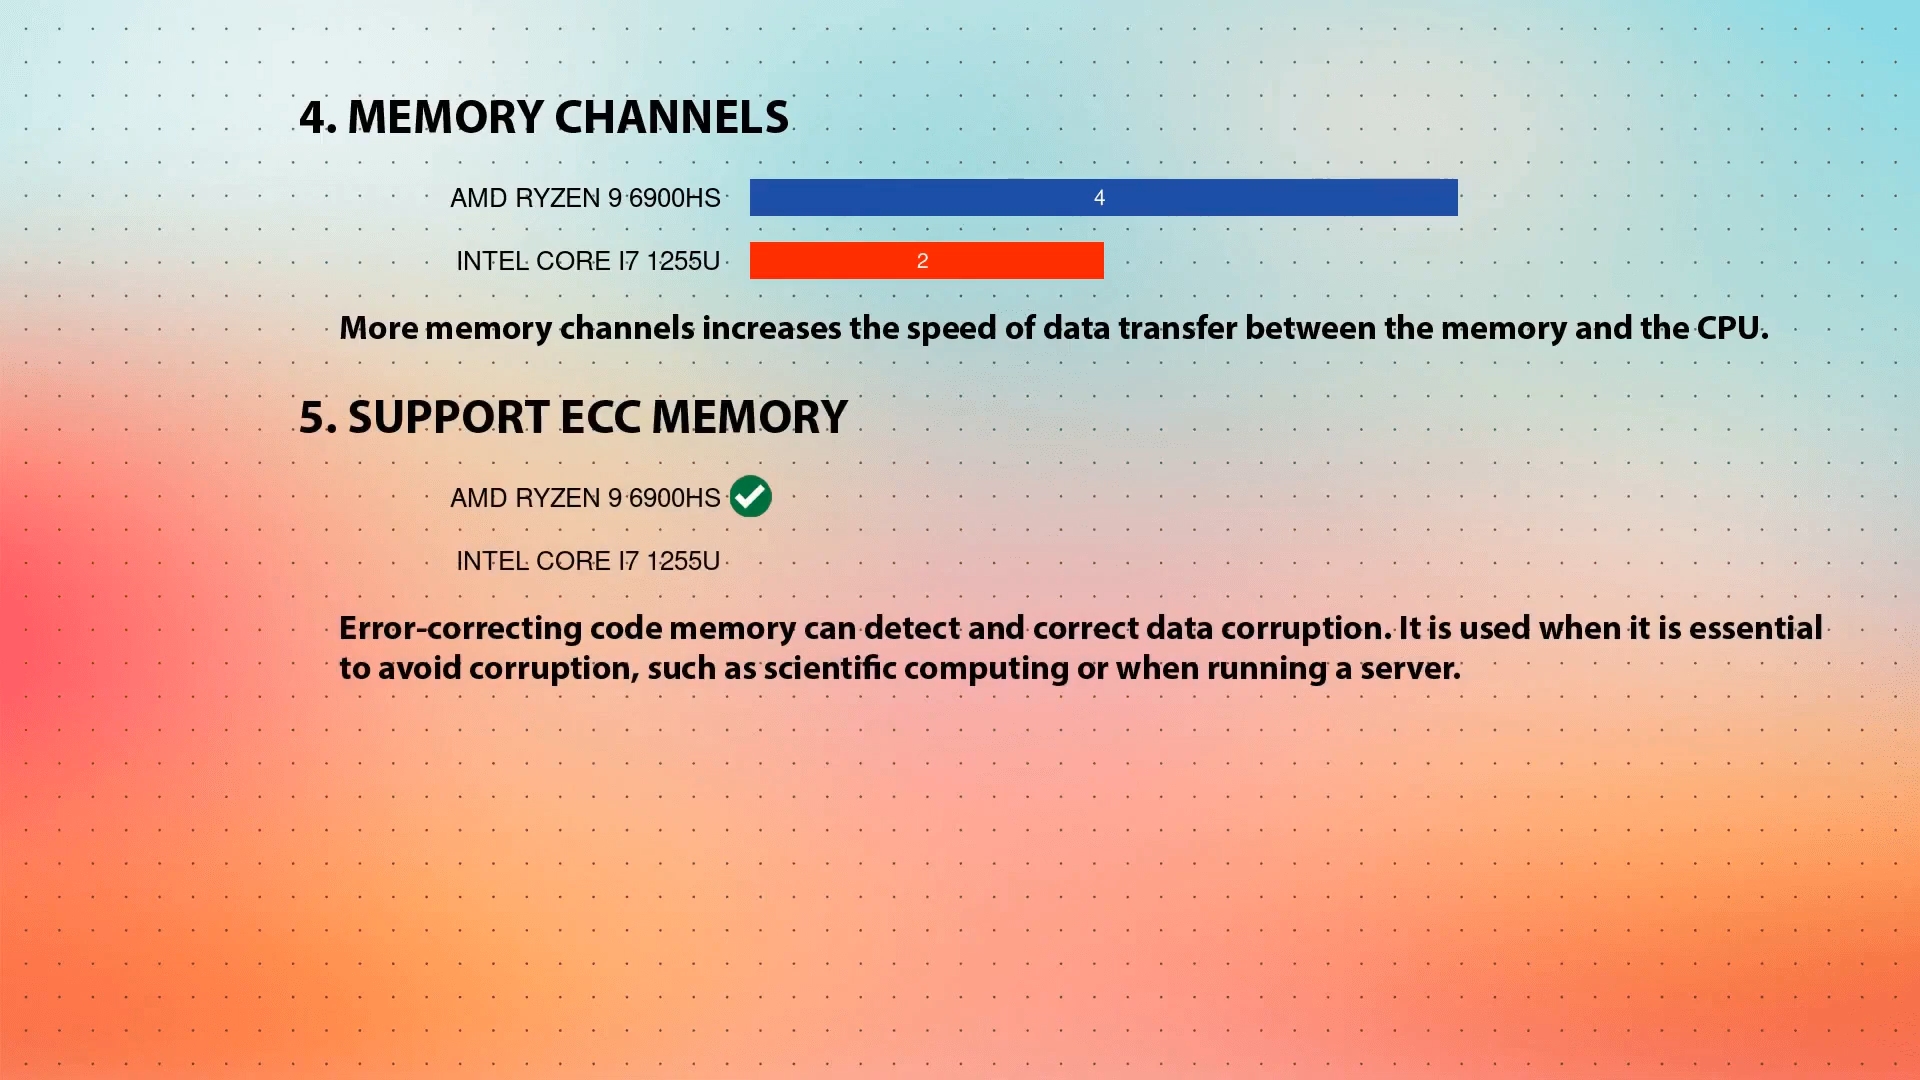 4. MEMORY CHANNELS
AMD RYZEN 9 6900HS
4
INTEL CORE I7 1255U
2
More memory channels increases the speed of data transfer between the memory and the CPU.
5. SUPPORT ECC MEMORY
AMD RYZEN 9 6900HS
INTEL CORE I7 1255U
Error-correcting code memory can detect and correct data corruption. It is used when it is essential
to avoid corruption, such as scientific computing or when running a server.